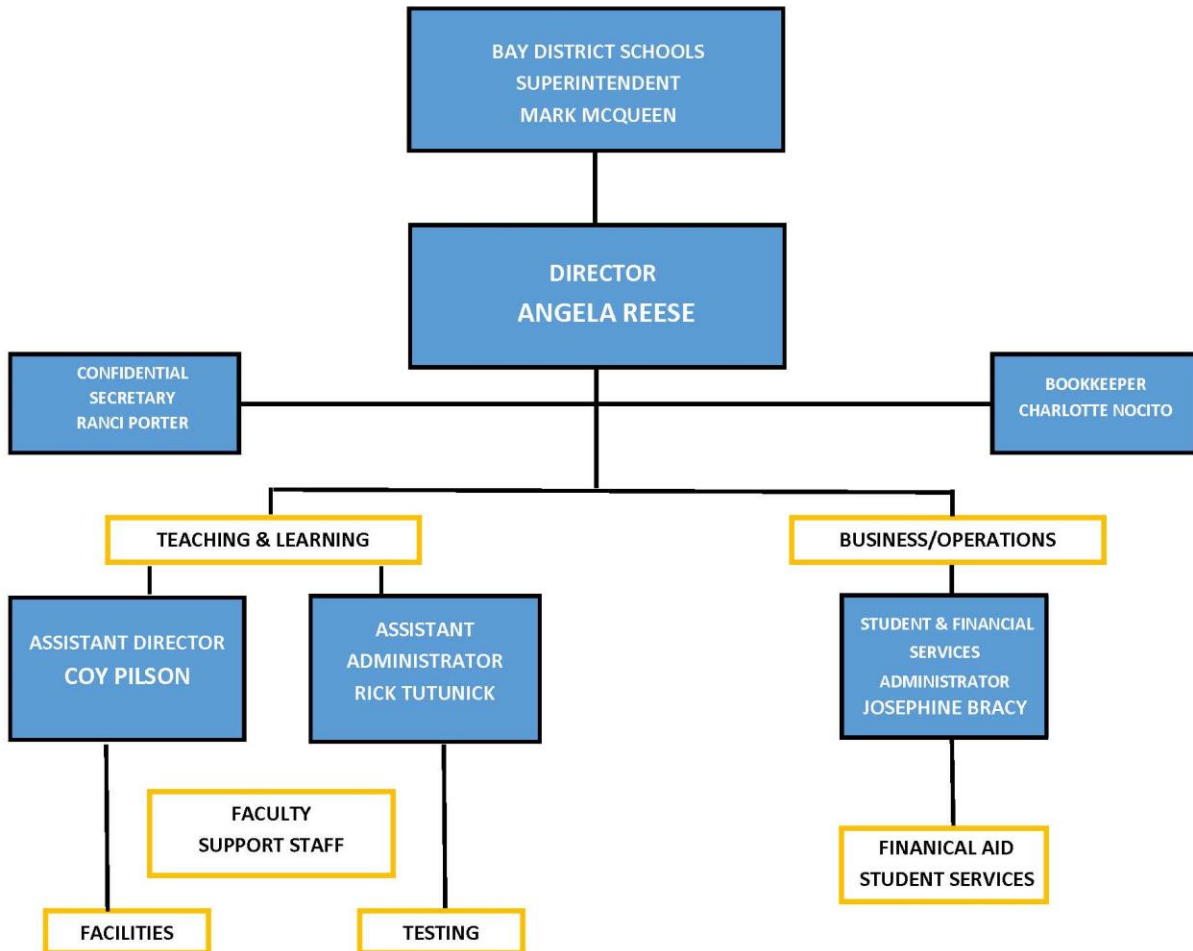 BAY DISTRICT SCHOOLS
SUPERINTENDENT
MARK MCQUEEN
DIRECTOR
ANGELA REESE
CONFIDENTIAL
SECRETARY
RANCI PORTER
BOOKKEEPER
CHARLOTTE NOCITO
TEACHING & LEARNING
BUSINESS/OPERATIONS
ASSISTANT DIRECTOR
COY PILSON
ASSISTANT
ADMINISTRATOR
RICK TUTUNICK
STUDENT & FINANCIAL
SERVICES
ADMINISTRATOR
JOSEPHINE BRACY
FACULTY
SUPPORT STAFF
FINANICAL AID
STUDENT SERVICES
FACILITIES
TESTING